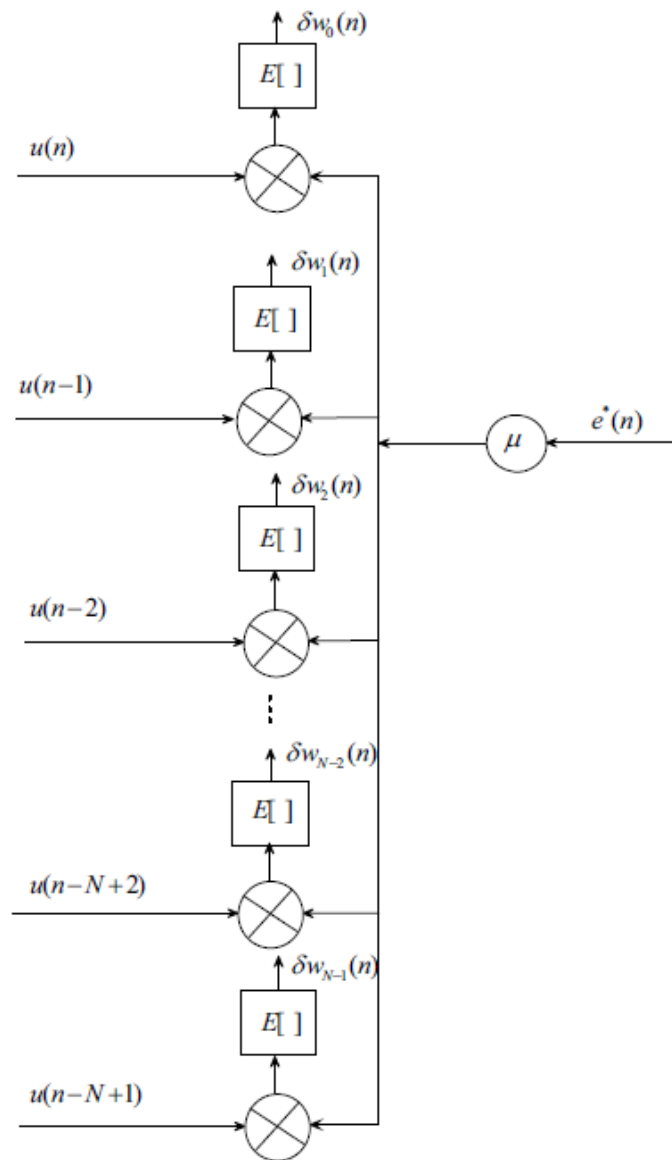 δw₀(n)
E[ ]
u(n)
δw₁(n)
E[ ]
u(n−1)
e*(n)
μ
δw₂(n)
E[ ]
u(n−2)
δw_{N−2}(n)
E[ ]
u(n−N+2)
δw_{N−1}(n)
E[ ]
u(n−N+1)